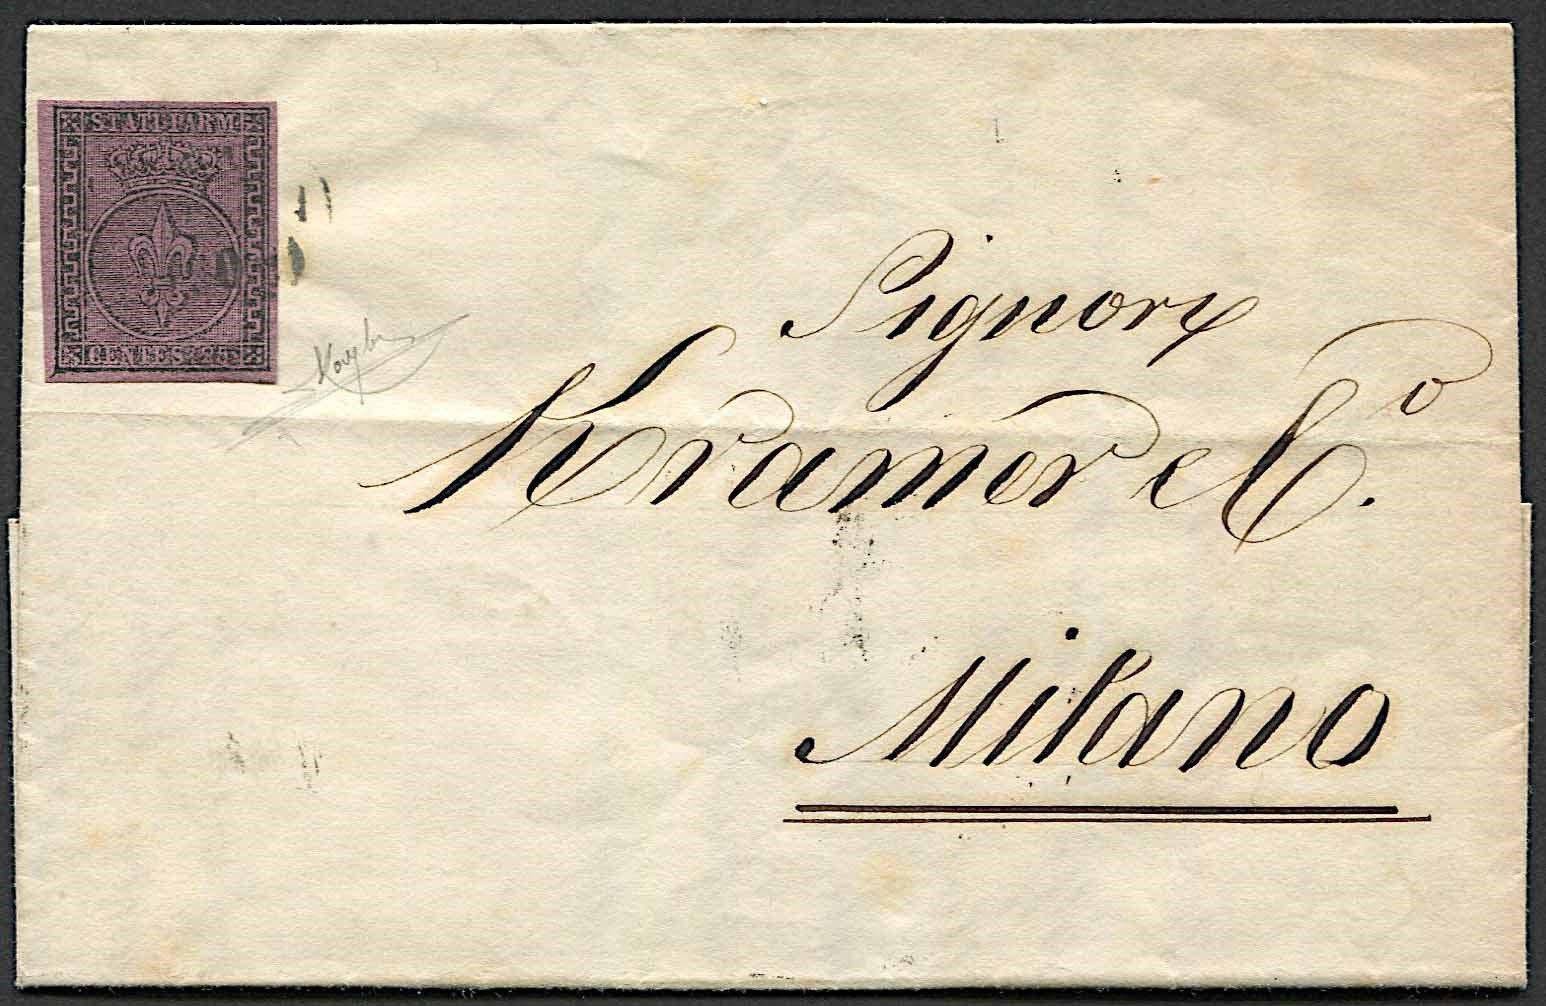 STATI PARM.
CENTES. 25
Signori
Kramer e C.o
Milano